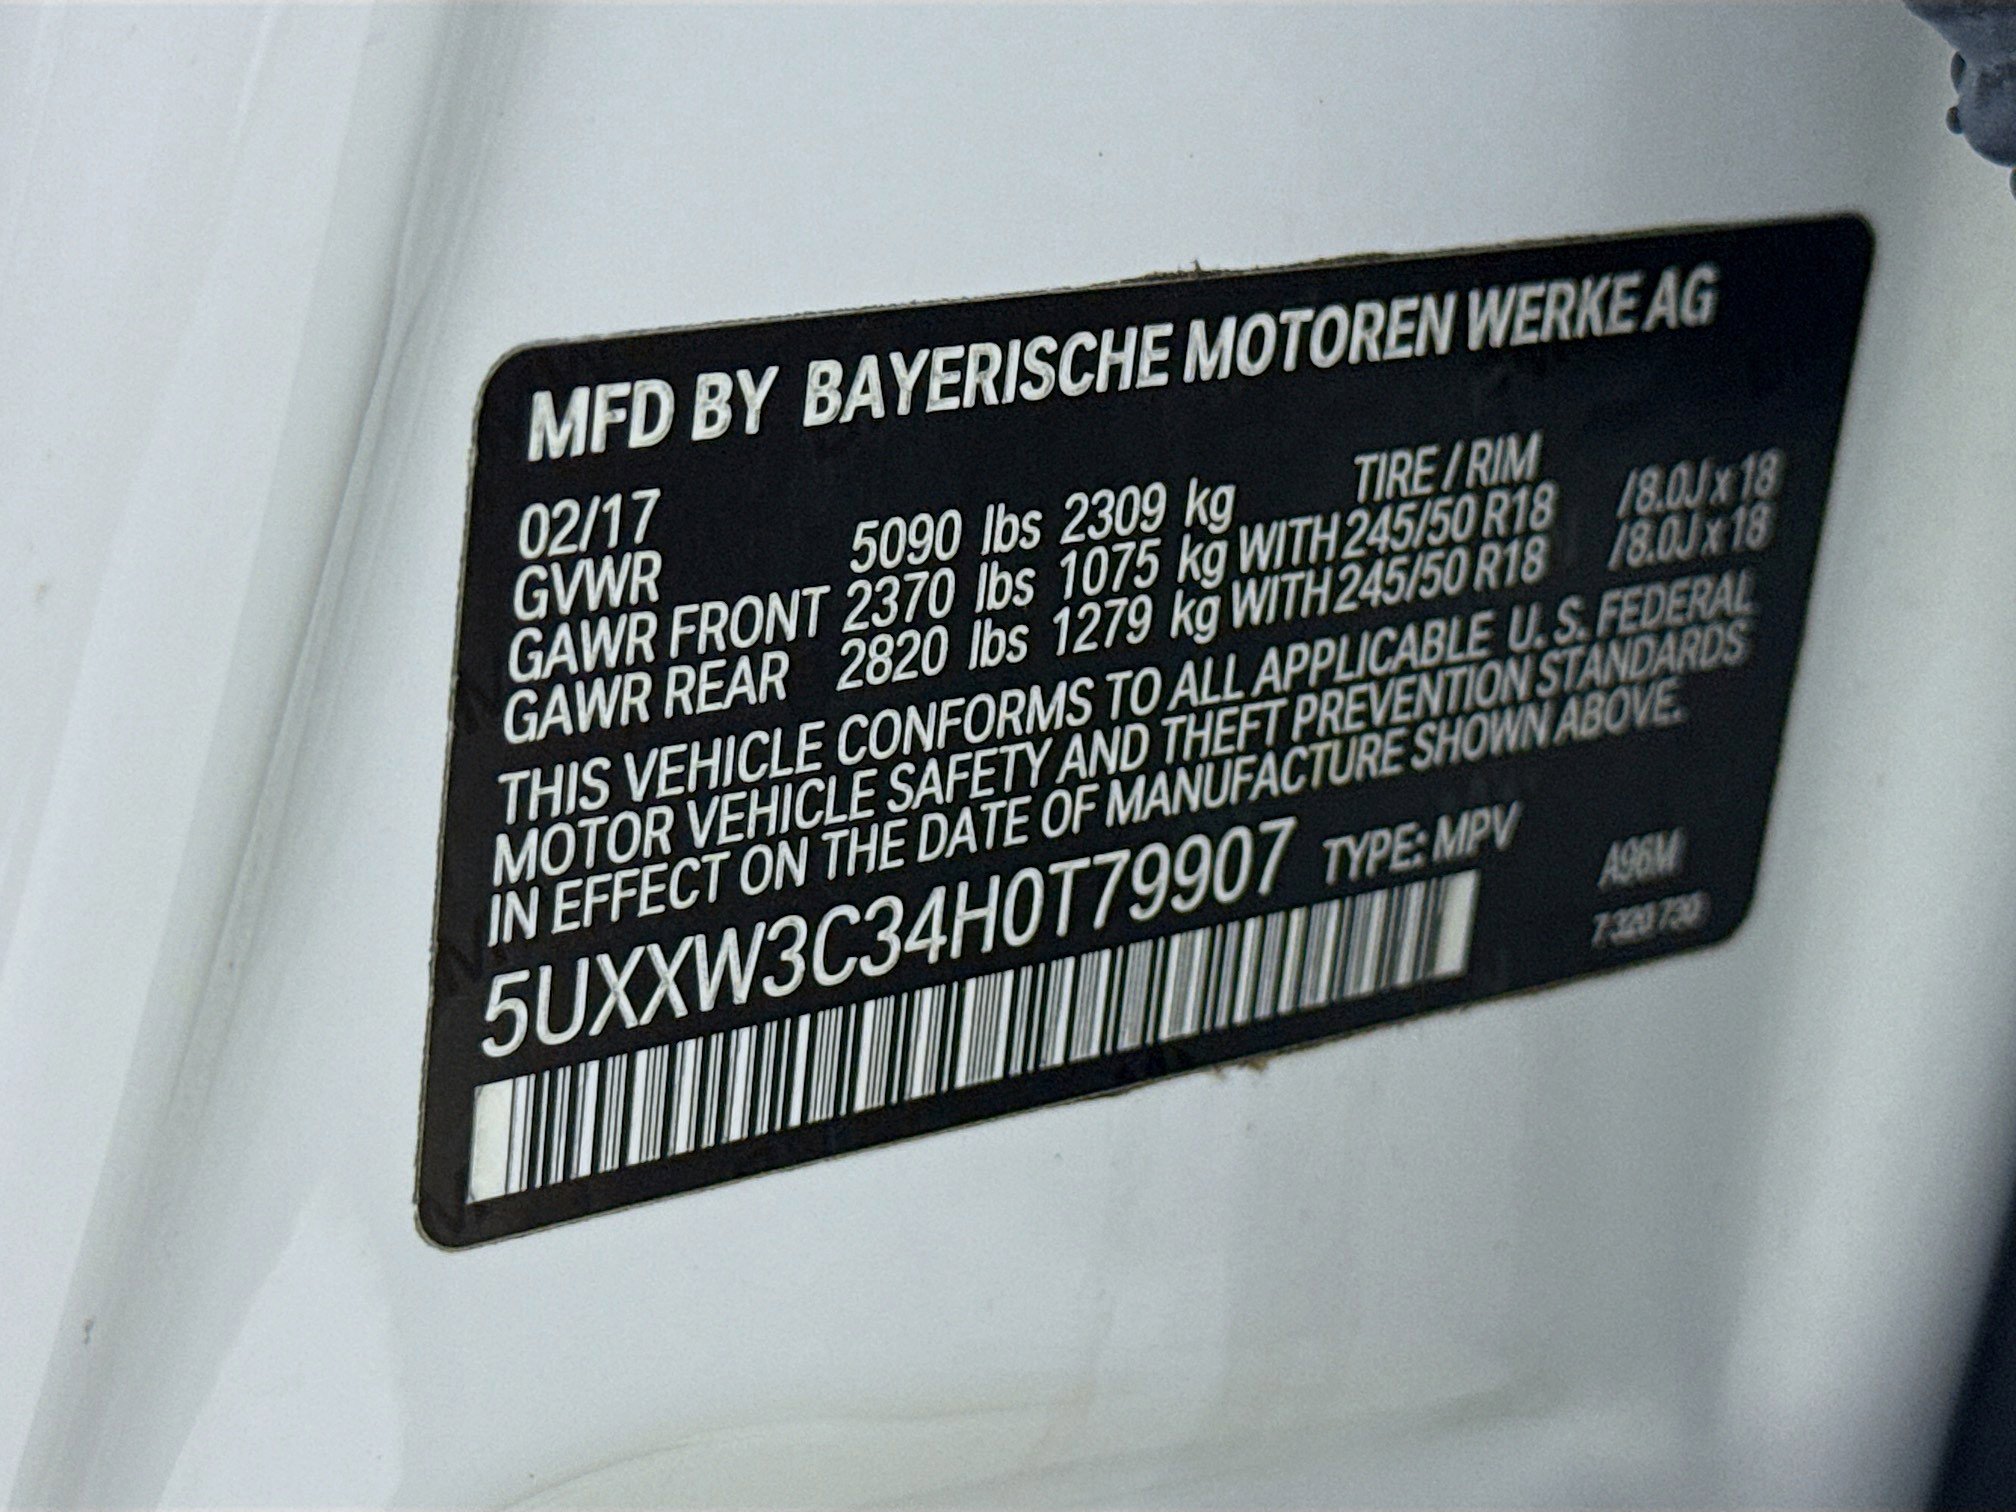 MFD BY BAYERISCHE MOTOREN WERKE AG
02/17 TIRE / RIM
GVWR 5090 lbs 2309 kg
GAWR FRONT 2370 lbs 1075 kg WITH 245/50 R18 /8.0J x 18
GAWR REAR 2820 lbs 1279 kg WITH 245/50 R18 /8.0J x 18
THIS VEHICLE CONFORMS TO ALL APPLICABLE U. S. FEDERAL
MOTOR VEHICLE SAFETY AND THEFT PREVENTION STANDARDS
IN EFFECT ON THE DATE OF MANUFACTURE SHOWN ABOVE.
5UXXW3C34H0T79907 TYPE: MPV
A96M
7 320 730